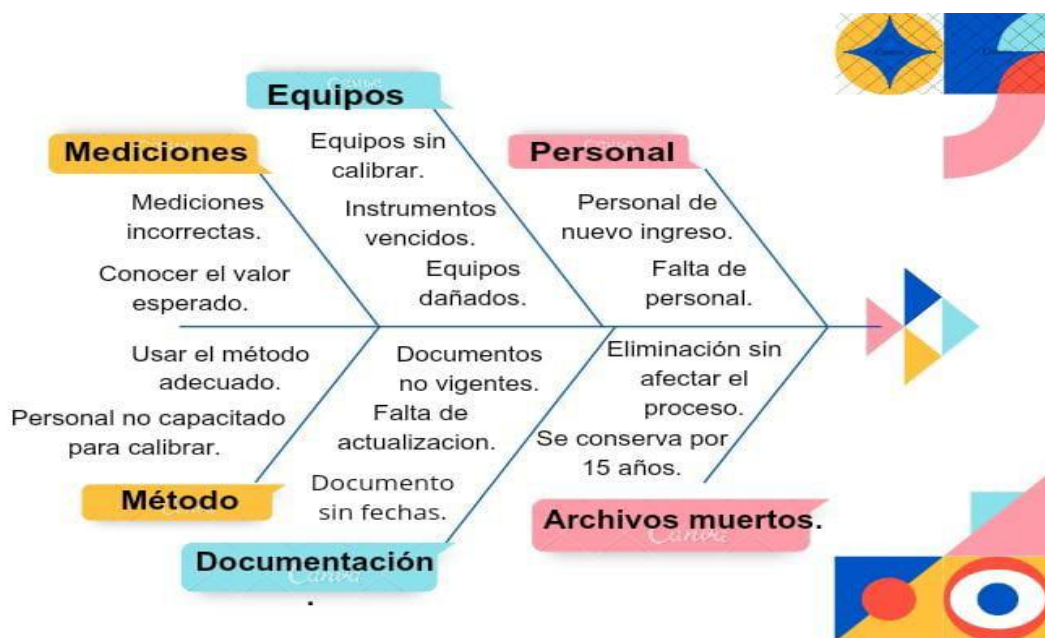 Equipos
Equipos sin
calibrar.
Instrumentos
vencidos.
Equipos
dañados.
Mediciones
Mediciones
incorrectas.
Conocer el valor
esperado.
Personal
Personal de
nuevo ingreso.
Falta de
personal.
Usar el método
adecuado.
Personal no capacitado
para calibrar.
Método
Documentos
no vigentes.
Falta de
actualizacion.
Documento
sin fechas.
Documentación
.
Eliminación sin
afectar el
proceso.
Se conserva por
15 años.
Archivos muertos.
Canva
Canva